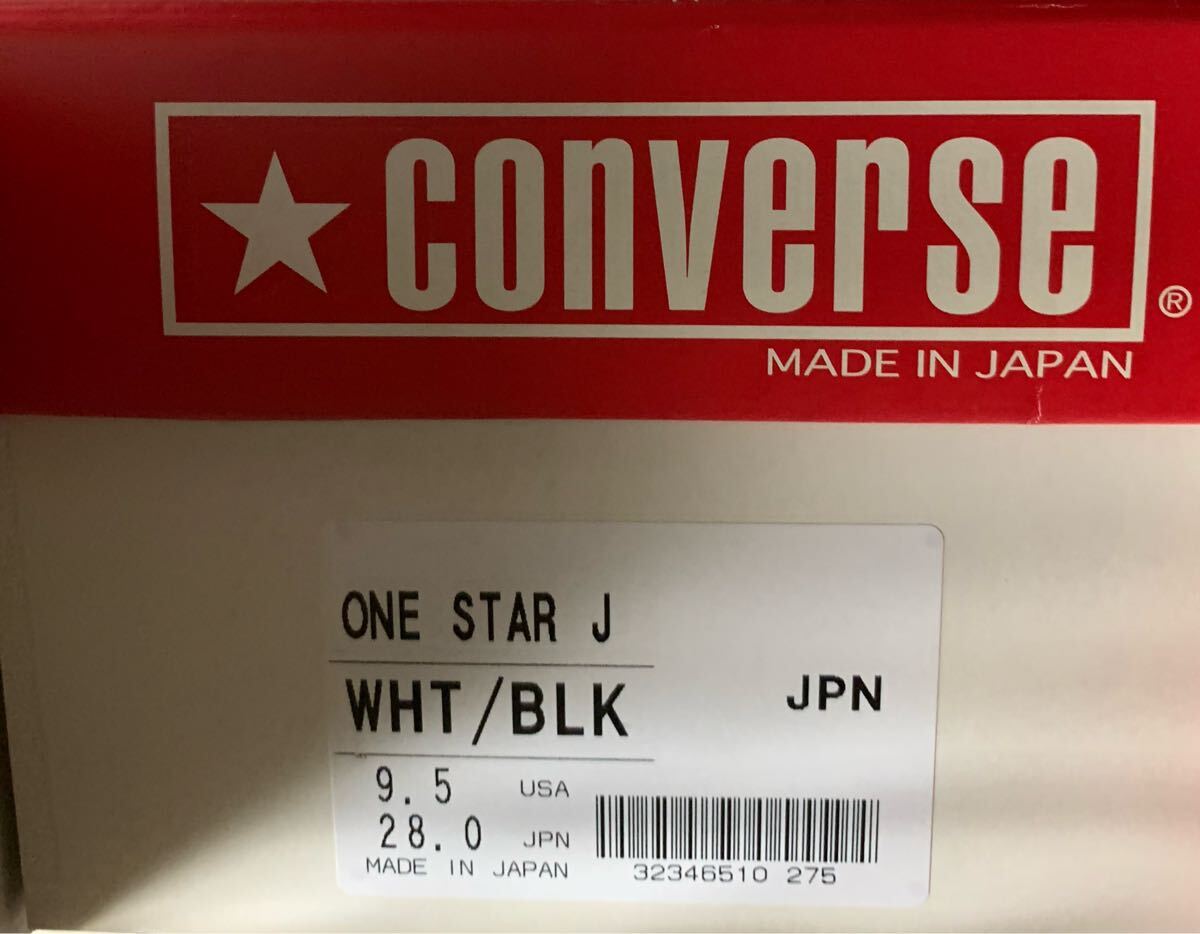 ★ converse ®
MADE IN JAPAN
ONE STAR J
WHT/BLK
JPN
9.5 USA
28.0 JPN
MADE IN JAPAN
32346510 275